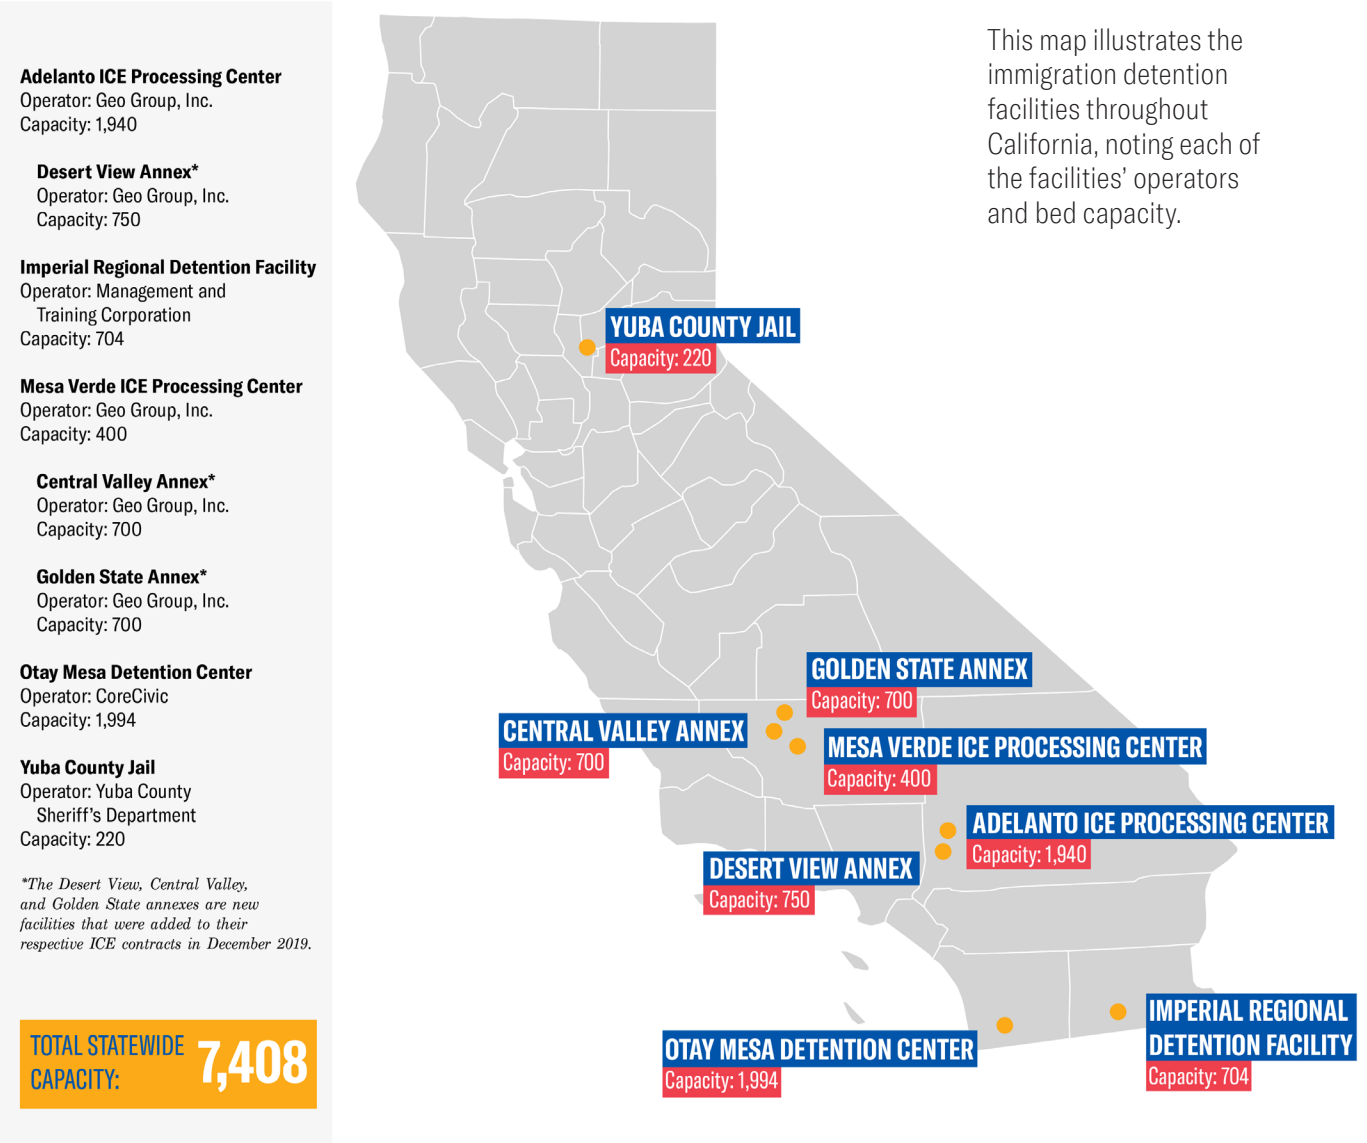 Adelanto ICE Processing Center
Operator: Geo Group, Inc.
Capacity: 1,940
Desert View Annex*
Operator: Geo Group, Inc.
Capacity: 750
Imperial Regional Detention Facility
Operator: Management and
Training Corporation
Capacity: 704
Mesa Verde ICE Processing Center
Operator: Geo Group, Inc.
Capacity: 400
Central Valley Annex*
Operator: Geo Group, Inc.
Capacity: 700
Golden State Annex*
Operator: Geo Group, Inc.
Capacity: 700
Otay Mesa Detention Center
Operator: CoreCivic
Capacity: 1,994
Yuba County Jail
Operator: Yuba County
Sheriff's Department
Capacity: 220
*The Desert View, Central Valley,
and Golden State annexes are new
facilities that were added to their
respective ICE contracts in December 2019.
TOTAL STATEWIDE
CAPACITY:
7,408
This map illustrates the
immigration detention
facilities throughout
California, noting each of
the facilities' operators
and bed capacity.
YUBA COUNTY JAIL
Capacity: 220
GOLDEN STATE ANNEX
Capacity: 700
CENTRAL VALLEY ANNEX
Capacity: 700
MESA VERDE ICE PROCESSING CENTER
Capacity: 400
ADELANTO ICE PROCESSING CENTER
Capacity: 1,940
DESERT VIEW ANNEX
Capacity: 750
IMPERIAL REGIONAL
DETENTION FACILITY
Capacity: 704
OTAY MESA DETENTION CENTER
Capacity: 1,994